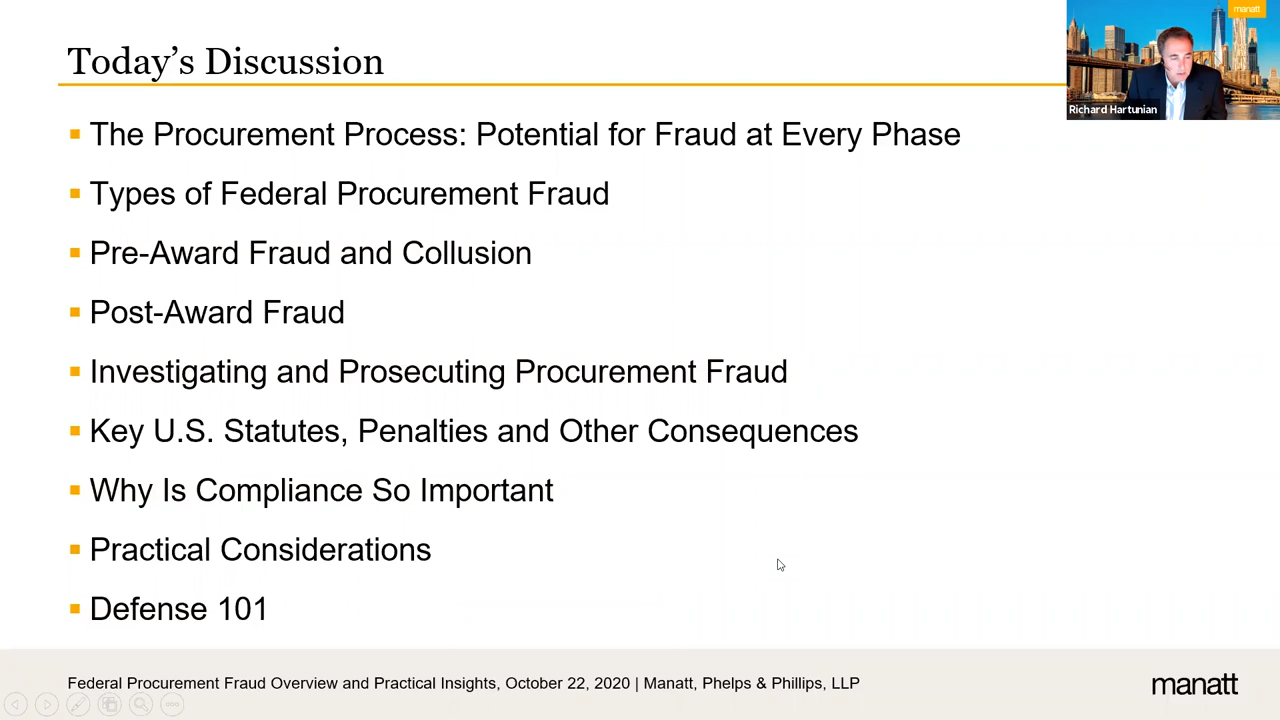 Today's Discussion
manatt
Richard Hartunian
The Procurement Process: Potential for Fraud at Every Phase
Types of Federal Procurement Fraud
Pre-Award Fraud and Collusion
Post-Award Fraud
Investigating and Prosecuting Procurement Fraud
Key U.S. Statutes, Penalties and Other Consequences
Why Is Compliance So Important
Practical Considerations
Defense 101
Federal Procurement Fraud Overview and Practical Insights, October 22, 2020 | Manatt, Phelps & Phillips, LLP
manatt